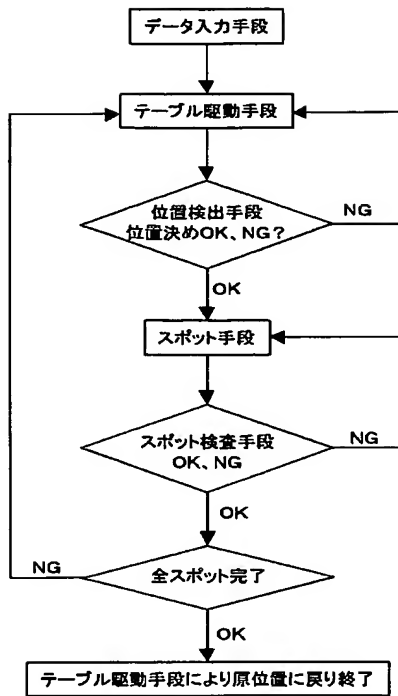 データ入力手段
テーブル駆動手段
位置検出手段
位置決めOK、NG?
NG
OK
スポット手段
スポット検査手段
OK、NG
NG
OK
NG
全スポット完了
OK
テーブル駆動手段により原位置に戻り終了